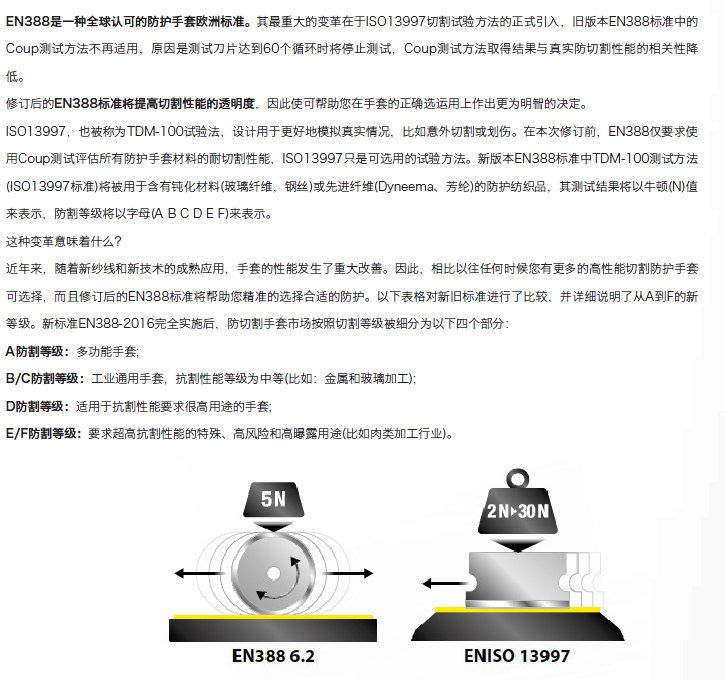 EN388是一种全球认可的防护手套欧洲标准。其最重大的变革在于ISO13997切割试验方法的正式引入，旧版本EN388标准中的
Coup测试方法不再适用，原因是测试刀片达到60个循环时将停止测试，Coup测试方法取得结果与真实防切割性能的相关性降
低。
修订后的EN388标准将提高切割性能的透明度，因此使可帮助您在手套的正确选运用上作出更为明智的决定。
ISO13997，也被称为TDM-100试验法，设计用于更好地模拟真实情况，比如意外切割或划伤。在本次修订前，EN388仅要求使
用Coup测试评估所有防护手套材料的耐切割性能，ISO13997只是可选用的试验方法。新版本EN388标准中TDM-100测试方法
(ISO13997标准)将被用于含有钝化材料(玻璃纤维，钢丝)或先进纤维(Dyneema、芳纶)的防护纺织品，其测试结果将以牛顿(N)值
来表示，防割等级将以字母(A B C D E F)来表示。
这种变革意味着什么?
近年来，随着新纱线和新技术的成熟应用，手套的性能发生了重大改善。因此，相比以往任何时候您有更多的高性能切割防护手套
可选择，而且修订后的EN388标准将帮助您精准的选择合适的防护。以下表格对新旧标准进行了比较，并详细说明了从A到F的新
等级。新标准EN388-2016完全实施后，防切割手套市场按照切割等级被细分为以下四个部分：
A防割等级：多功能手套;
B/C防割等级：工业通用手套，抗割性能等级为中等(比如：金属和玻璃加工);
D防割等级：适用于抗割性能要求很高用途的手套;
E/F防割等级：要求超高抗割性能的特殊、高风险和高曝露用途(比如肉类加工行业)。
5N
2N▸30N
EN388 6.2
ENISO 13997